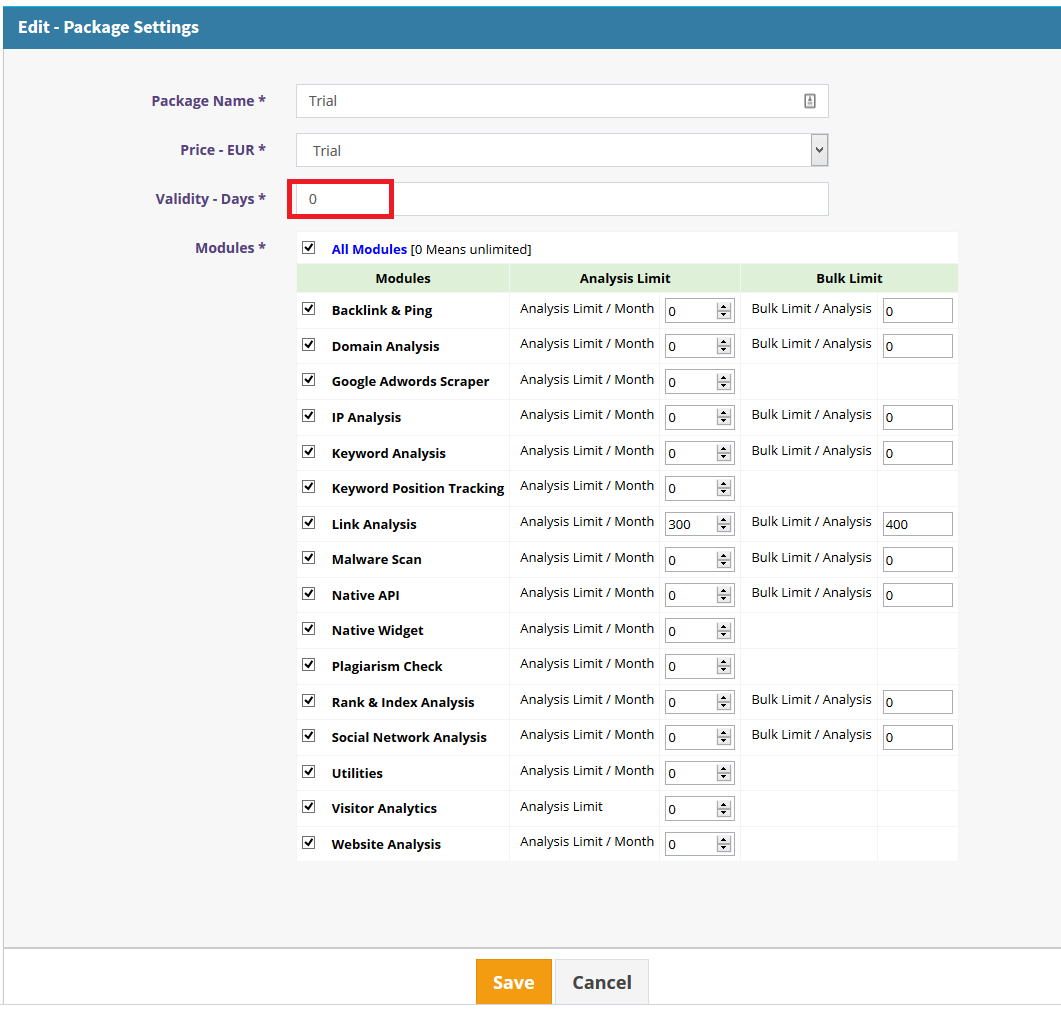 Edit - Package Settings
Package Name * Trial
Price - EUR * Trial
Validity - Days * 0
Modules * All Modules [0 Means unlimited]
Modules Analysis Limit Bulk Limit
Backlink & Ping Analysis Limit / Month 0 Bulk Limit / Analysis 0
Domain Analysis Analysis Limit / Month 0 Bulk Limit / Analysis 0
Google Adwords Scraper Analysis Limit / Month 0
IP Analysis Analysis Limit / Month 0 Bulk Limit / Analysis 0
Keyword Analysis Analysis Limit / Month 0 Bulk Limit / Analysis 0
Keyword Position Tracking Analysis Limit / Month 0
Link Analysis Analysis Limit / Month 300 Bulk Limit / Analysis 400
Malware Scan Analysis Limit / Month 0 Bulk Limit / Analysis 0
Native API Analysis Limit / Month 0 Bulk Limit / Analysis 0
Native Widget Analysis Limit / Month 0
Plagiarism Check Analysis Limit / Month 0
Rank & Index Analysis Analysis Limit / Month 0 Bulk Limit / Analysis 0
Social Network Analysis Analysis Limit / Month 0 Bulk Limit / Analysis 0
Utilities Analysis Limit / Month 0
Visitor Analytics Analysis Limit 0
Website Analysis Analysis Limit / Month 0
Save Cancel